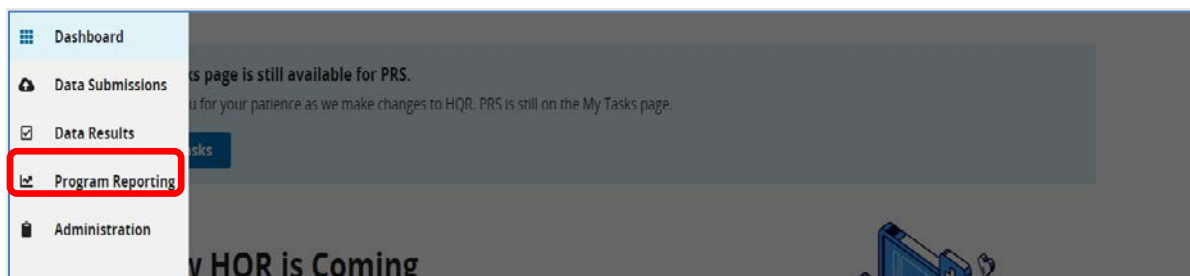 Dashboard
Data Submissions
Data Results
Program Reporting
Administration
s page is still available for PRS.
u for your patience as we make changes to HQR. PRS is still on the My Tasks page.
sks
HQR is Coming